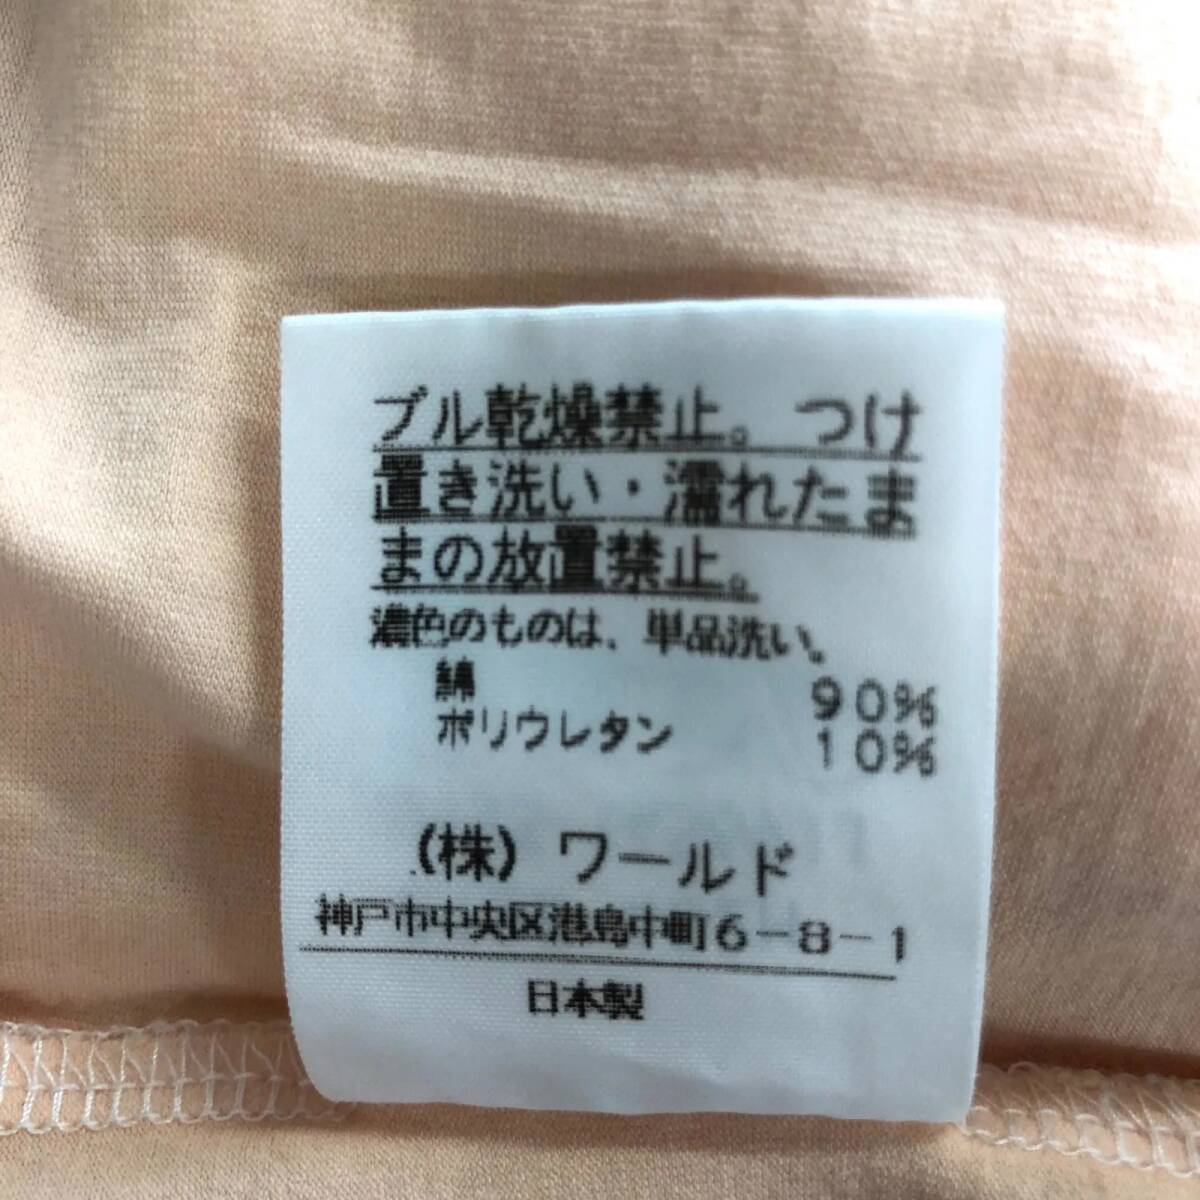 ブル乾燥禁止。つけ
置き洗い・濡れたま
まの放置禁止。
濃色のものは、単品洗い。
綿 90%
ポリウレタン 10%
(株)ワールド
神戸市中央区港島中町6-8-1
日本製